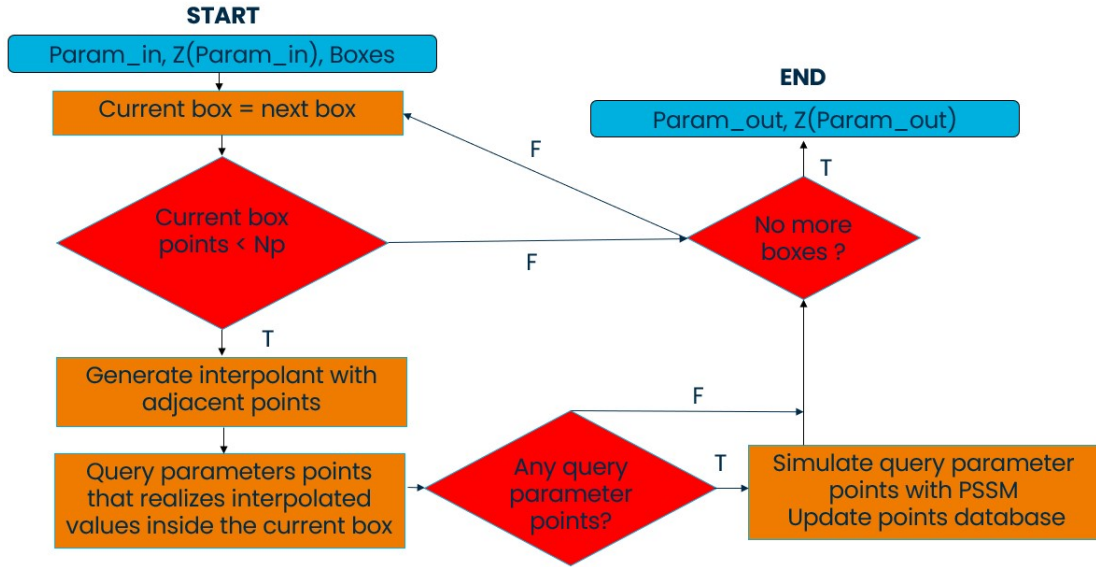 START
Param_in, Z(Param_in), Boxes
Current box = next box
Current box
points < Np
F
T
Generate interpolant with
adjacent points
Query parameters points
that realizes interpolated
values inside the current box
Any query
parameter
points?
F
T
Simulate query parameter
points with PSSM
Update points database
No more
boxes ?
F
T
END
Param_out, Z(Param_out)